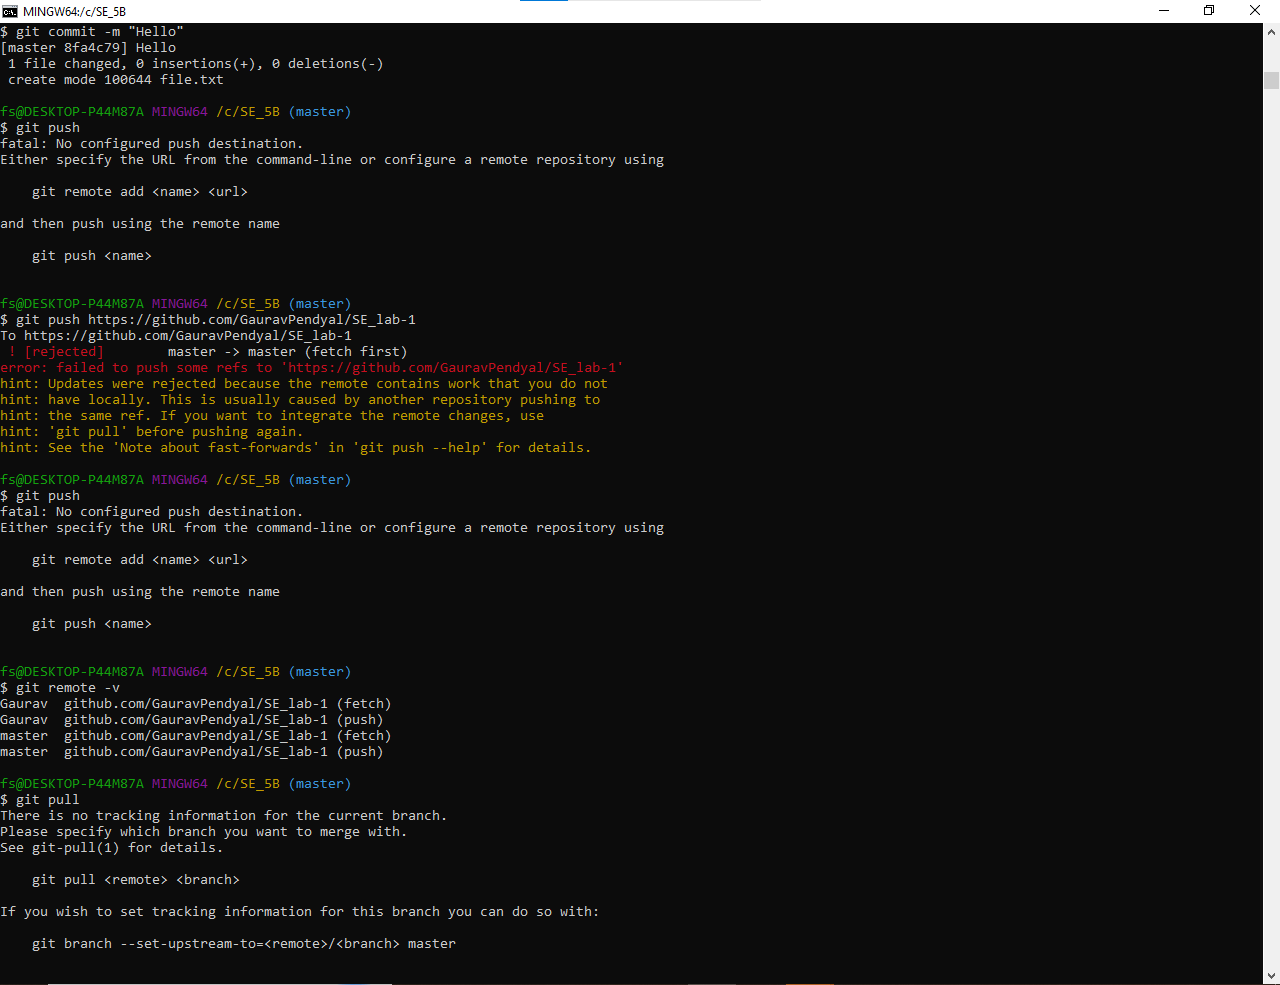 MINGW64:/c/SE_5B
$ git commit -m "Hello"
[master 8fa4c79] Hello
 1 file changed, 0 insertions(+), 0 deletions(-)
 create mode 100644 file.txt
fs@DESKTOP-P44M87A MINGW64 /c/SE_5B (master)
$ git push
fatal: No configured push destination.
Either specify the URL from the command-line or configure a remote repository using
    git remote add <name> <url>
and then push using the remote name
    git push <name>
fs@DESKTOP-P44M87A MINGW64 /c/SE_5B (master)
$ git push https://github.com/GauravPendyal/SE_lab-1
To https://github.com/GauravPendyal/SE_lab-1
 ! [rejected]        master -> master (fetch first)
error: failed to push some refs to 'https://github.com/GauravPendyal/SE_lab-1'
hint: Updates were rejected because the remote contains work that you do not
hint: have locally. This is usually caused by another repository pushing to
hint: the same ref. If you want to integrate the remote changes, use
hint: 'git pull' before pushing again.
hint: See the 'Note about fast-forwards' in 'git push --help' for details.
fs@DESKTOP-P44M87A MINGW64 /c/SE_5B (master)
$ git push
fatal: No configured push destination.
Either specify the URL from the command-line or configure a remote repository using
    git remote add <name> <url>
and then push using the remote name
    git push <name>
fs@DESKTOP-P44M87A MINGW64 /c/SE_5B (master)
$ git remote -v
Gaurav  github.com/GauravPendyal/SE_lab-1 (fetch)
Gaurav  github.com/GauravPendyal/SE_lab-1 (push)
master  github.com/GauravPendyal/SE_lab-1 (fetch)
master  github.com/GauravPendyal/SE_lab-1 (push)
fs@DESKTOP-P44M87A MINGW64 /c/SE_5B (master)
$ git pull
There is no tracking information for the current branch.
Please specify which branch you want to merge with.
See git-pull(1) for details.
    git pull <remote> <branch>
If you wish to set tracking information for this branch you can do so with:
    git branch --set-upstream-to=<remote>/<branch> master